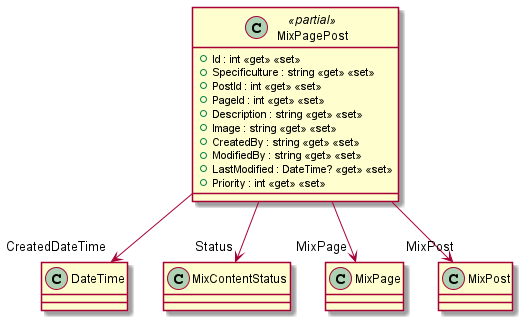 «partial»
C MixPagePost
Id : int «get» «set»
Specificulture : string «get» «set»
PostId : int «get» «set»
PageId : int «get» «set»
Description : string «get» «set»
Image : string «get» «set»
CreatedBy : string «get» «set»
ModifiedBy : string «get» «set»
LastModified : DateTime? «get» «set»
Priority : int «get» «set»
CreatedDateTime Status MixPage MixPost
C DateTime C MixContentStatus C MixPage C MixPost